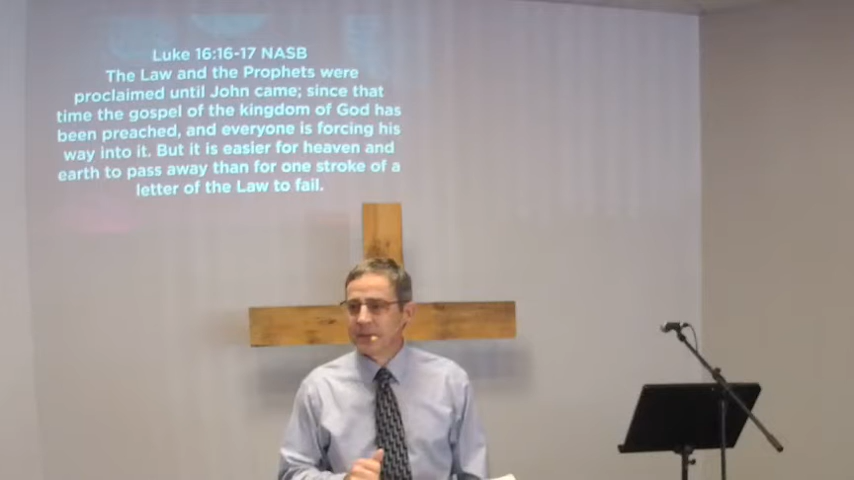 Luke 16:16-17 NASB
The Law and the Prophets were
proclaimed until John came; since that
time the gospel of the kingdom of God has
been preached, and everyone is forcing his
way into it. But it is easier for heaven and
earth to pass away than for one stroke of a
letter of the Law to fail.